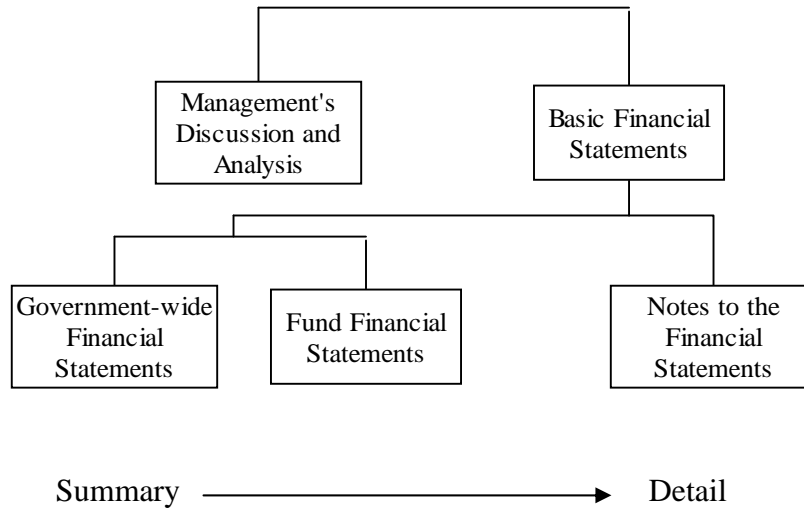 Management's
Discussion and
Analysis
Basic Financial
Statements
Government-wide
Financial
Statements
Fund Financial
Statements
Notes to the
Financial
Statements
Summary
Detail